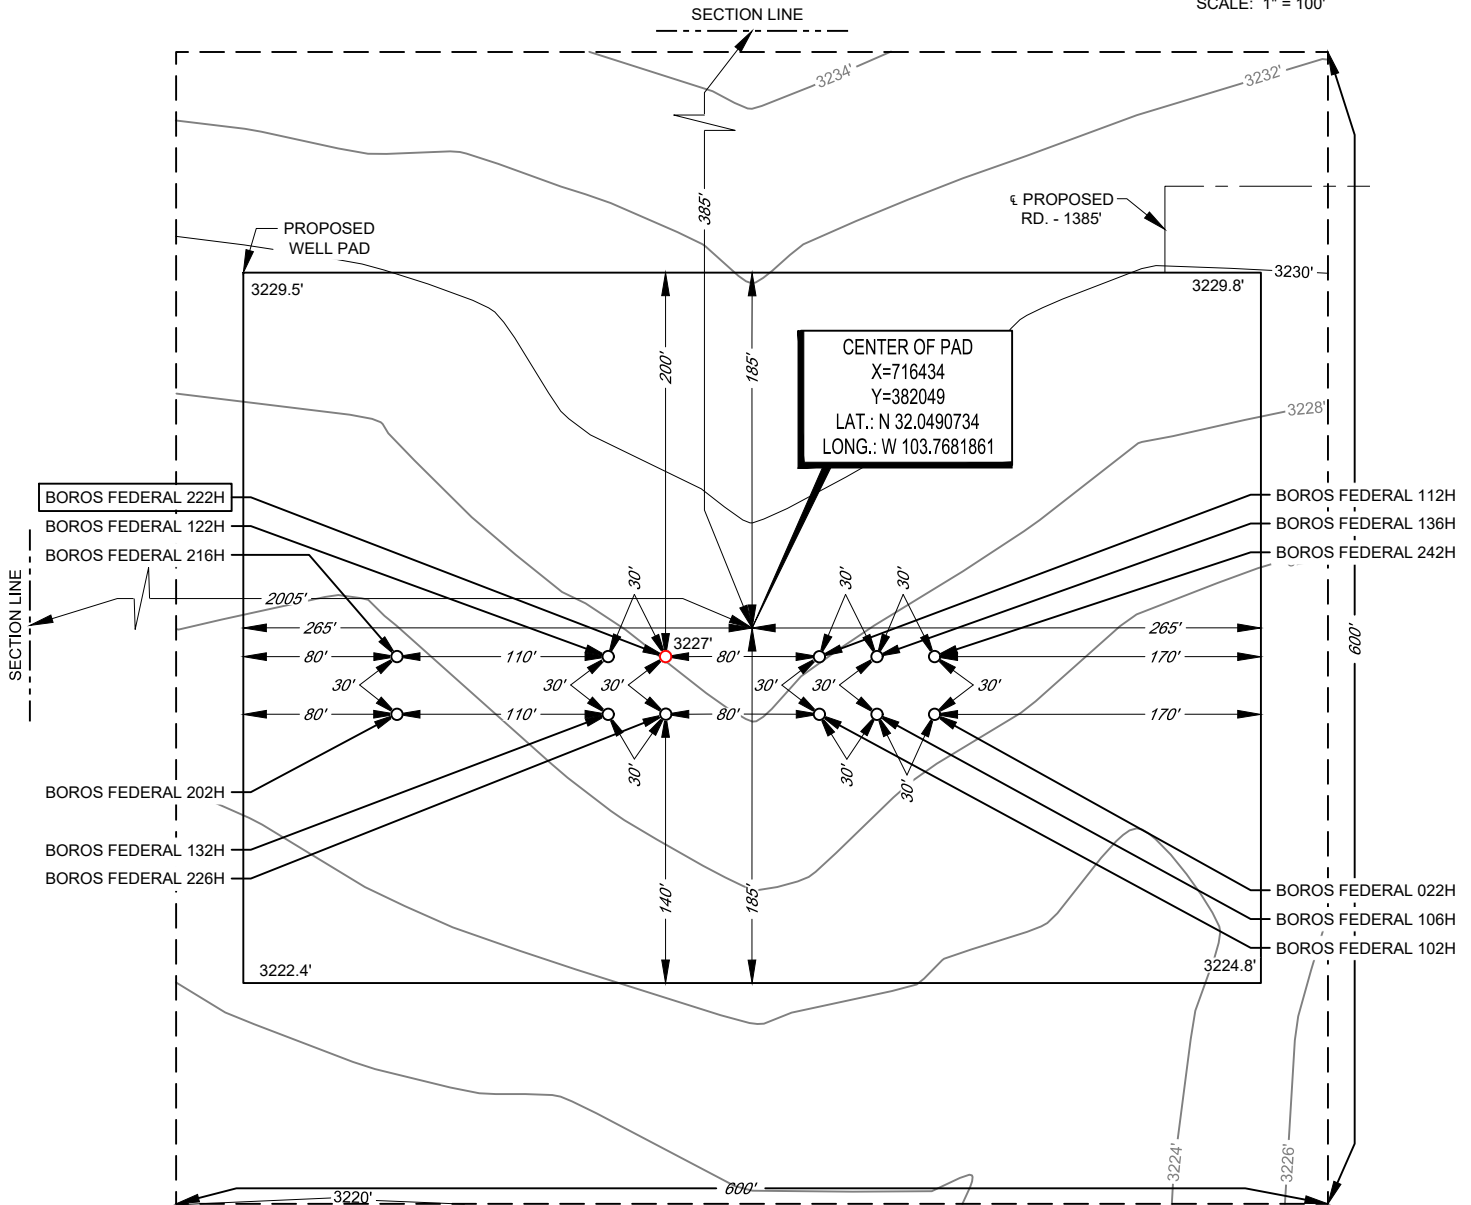 SCALE: 1" = 100'
SECTION LINE
3234'
3232'
385'
℄ PROPOSED
RD. - 1385'
PROPOSED
WELL PAD
3230'
3229.5'
3229.8'
200'
185'
CENTER OF PAD
X=716434
Y=382049
LAT.: N 32.0490734
LONG.: W 103.7681861
3228'
BOROS FEDERAL 222H
BOROS FEDERAL 122H
BOROS FEDERAL 216H
BOROS FEDERAL 112H
BOROS FEDERAL 136H
BOROS FEDERAL 242H
SECTION LINE
2005'
30'
30'
30'
265'
265'
600'
3227'
80'
110'
80'
170'
30'
30'
30'
30'
30'
30'
80'
110'
80'
170'
30'
30'
30'
BOROS FEDERAL 202H
BOROS FEDERAL 132H
BOROS FEDERAL 226H
140'
185'
BOROS FEDERAL 022H
BOROS FEDERAL 106H
BOROS FEDERAL 102H
3222.4'
3224.8'
3224'
3226'
600'
3220'